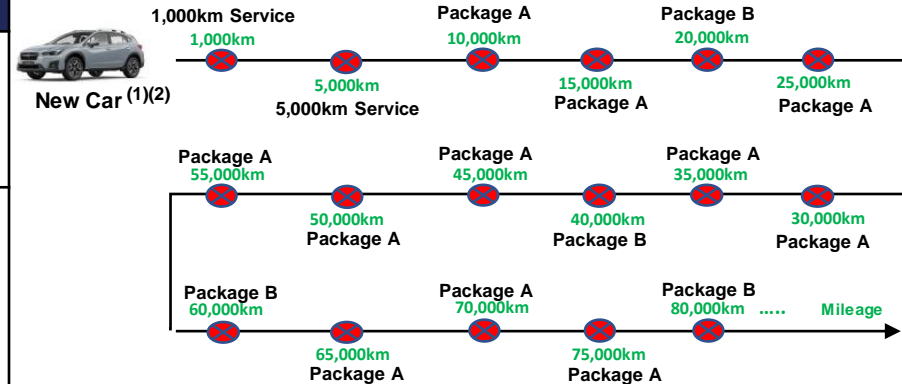 1,000km Service
1,000km
New Car (1)(2)
5,000km
5,000km Service
Package A
10,000km
15,000km
Package A
Package B
20,000km
25,000km
Package A
Package A
55,000km
50,000km
Package A
Package A
45,000km
40,000km
Package B
Package A
35,000km
30,000km
Package A
Package B
60,000km
65,000km
Package A
Package A
70,000km
75,000km
Package A
Package B
80,000km ..... Mileage